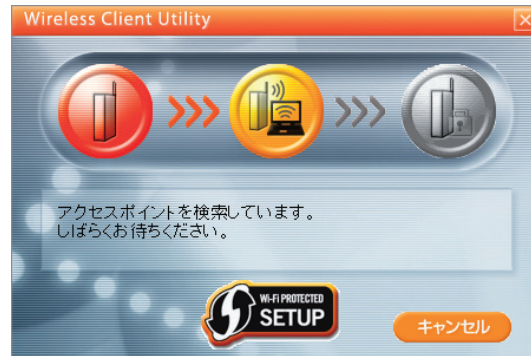 Wireless Client Utility
アクセスポイントを検索しています。
しばらくお待ちください。
Wi-Fi PROTECTED
SETUP
キャンセル